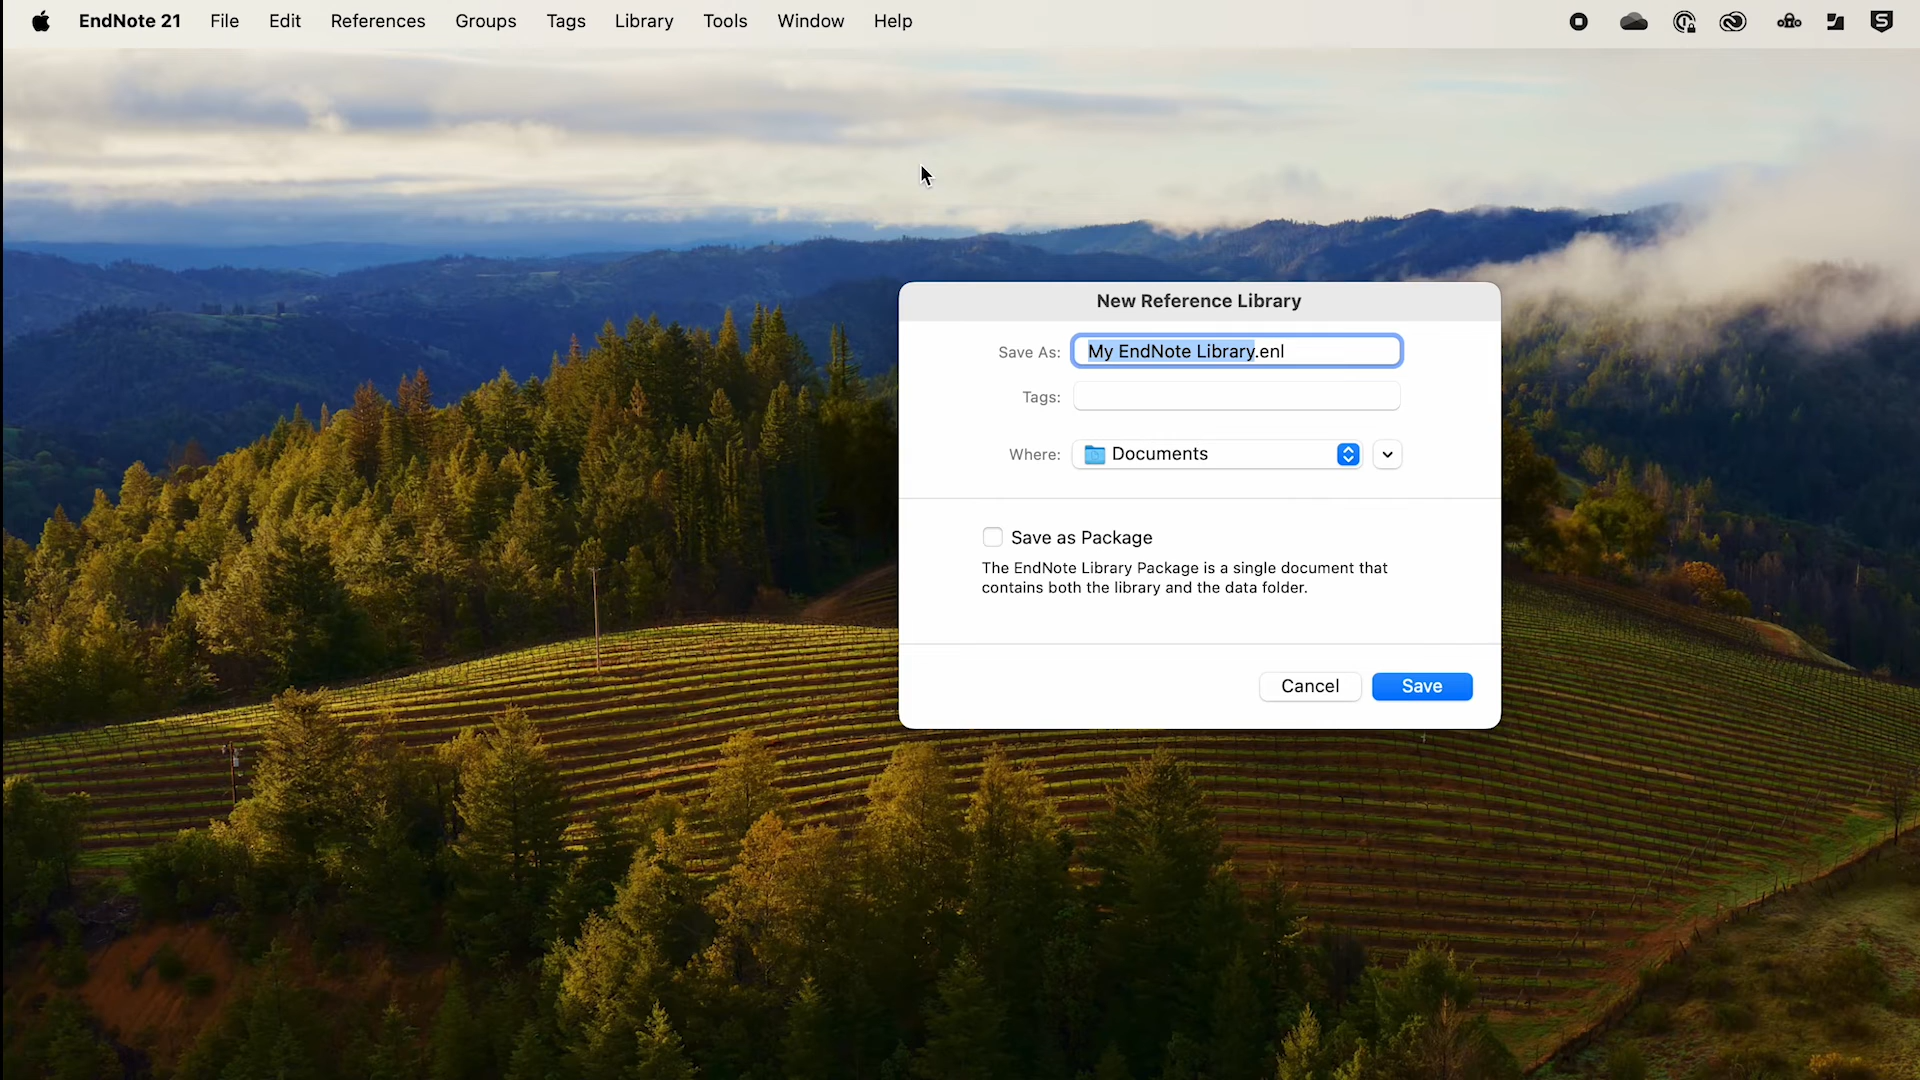 EndNote 21 File Edit References Groups Tags Library Tools Window Help
New Reference Library
Save As: My EndNote Library.enl
Tags:
Where: Documents
Save as Package
The EndNote Library Package is a single document that
contains both the library and the data folder.
Cancel Save